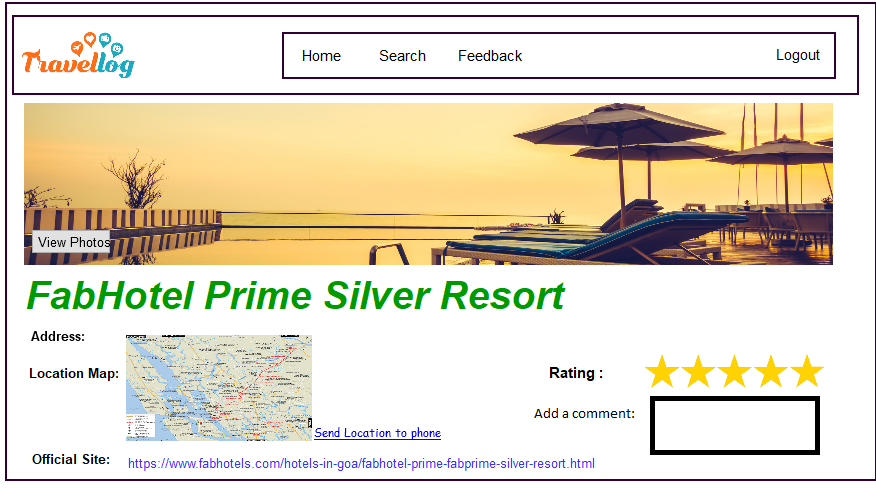 Travellog
Home Search Feedback Logout
View Photos
FabHotel Prime Silver Resort
Address:
Location Map:
Rating :
Add a comment:
Send Location to phone
Official Site:
https://www.fabhotels.com/hotels-in-goa/fabhotel-prime-fabprime-silver-resort.html